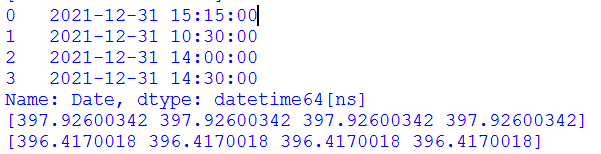 0   2021-12-31 15:15:00
1   2021-12-31 10:30:00
2   2021-12-31 14:00:00
3   2021-12-31 14:30:00
Name: Date, dtype: datetime64[ns]
[397.92600342 397.92600342 397.92600342 397.92600342]
[396.4170018 396.4170018 396.4170018 396.4170018]